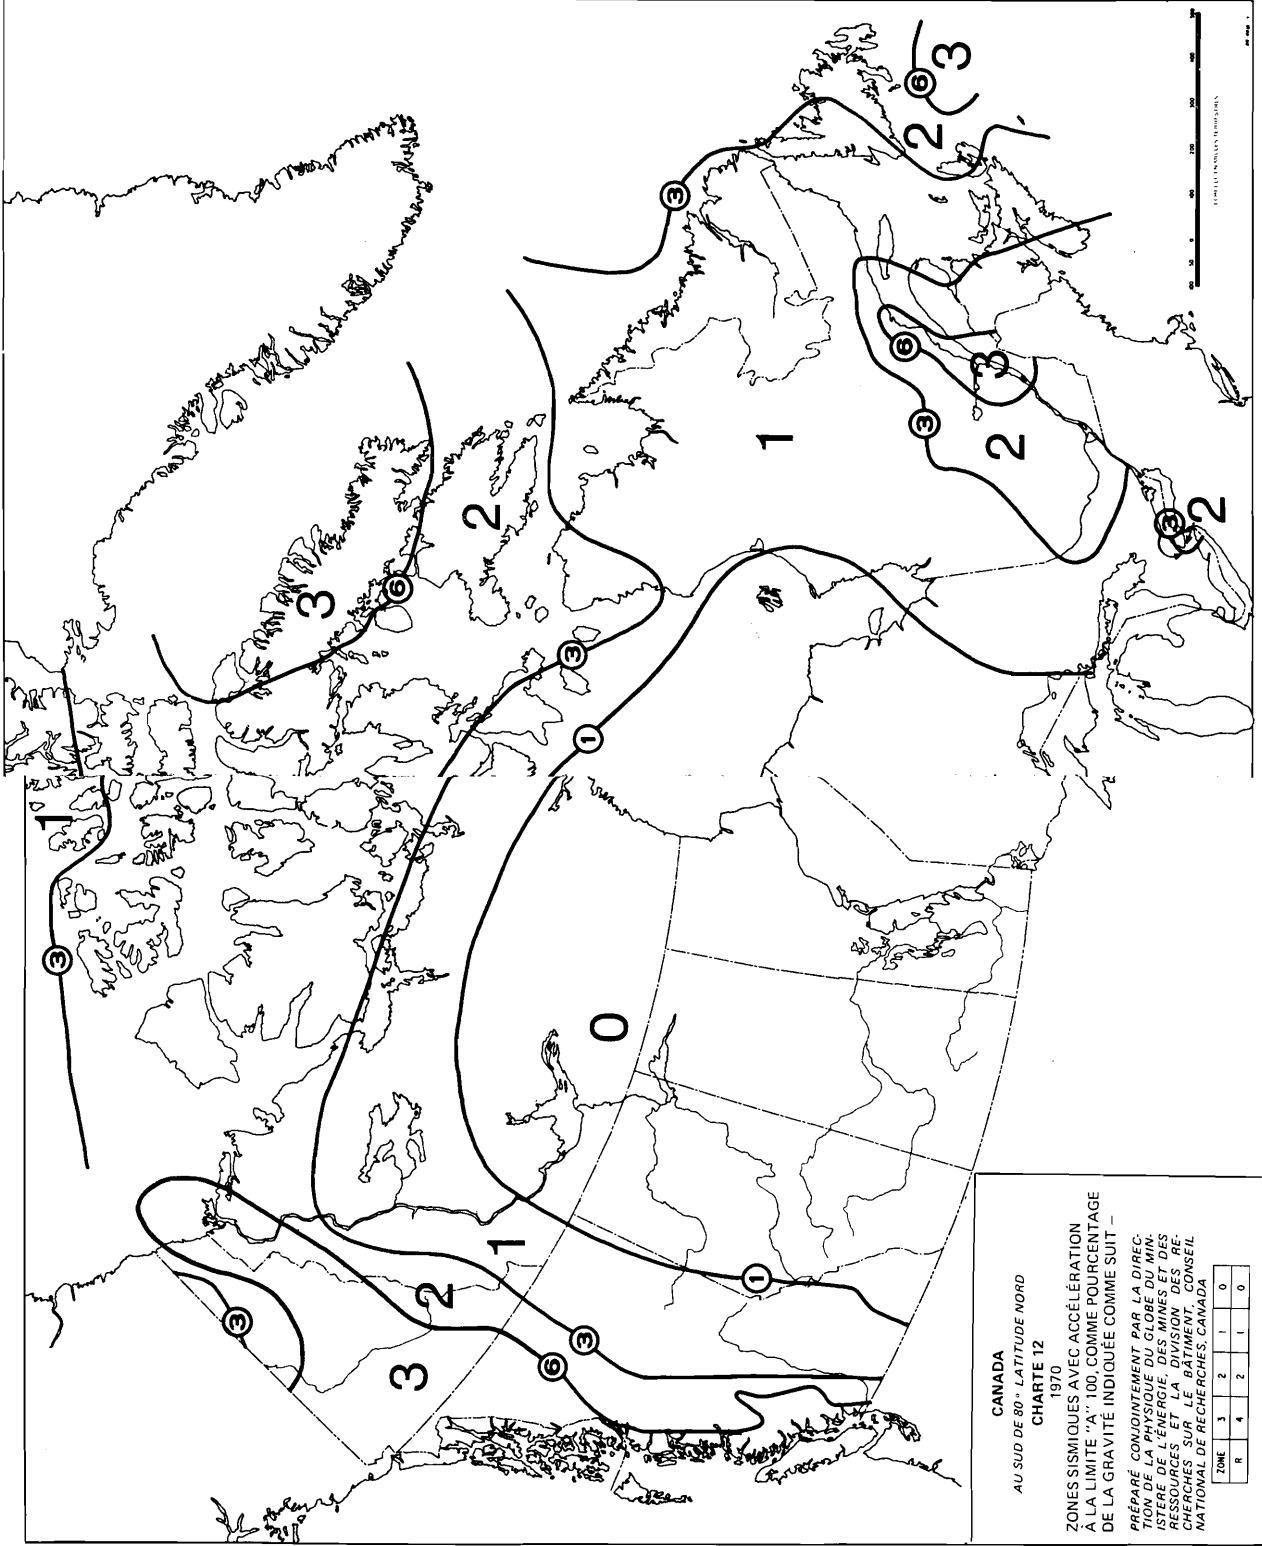 CANADA
AU SUD DE 80° LATITUDE NORD
CHARTE 12
1970
ZONES SISMIQUES AVEC ACCÉLÉRATION
À LA LIMITE "A" 100, COMME POURCENTAGE
DE LA GRAVITÉ INDIQUÉE COMME SUIT –
PRÉPARÉ CONJOINTEMENT PAR LA DIREC-
TION DE LA PHYSIQUE DU GLOBE DU MIN-
ISTERE DE L'ÉNERGIE, DES MINES ET DES
RESSOURCES ET LA DIVISION DES RE-
CHERCHES SUR LE BÂTIMENT, CONSEIL
NATIONAL DE RECHERCHES, CANADA
ZONE 3 2 1 0
R 4 2 1 0
3
1
3
3
2
1
6
3
1
0
3
6
2
3
1
1
3
3
6
3
2
3
2
2
6
3